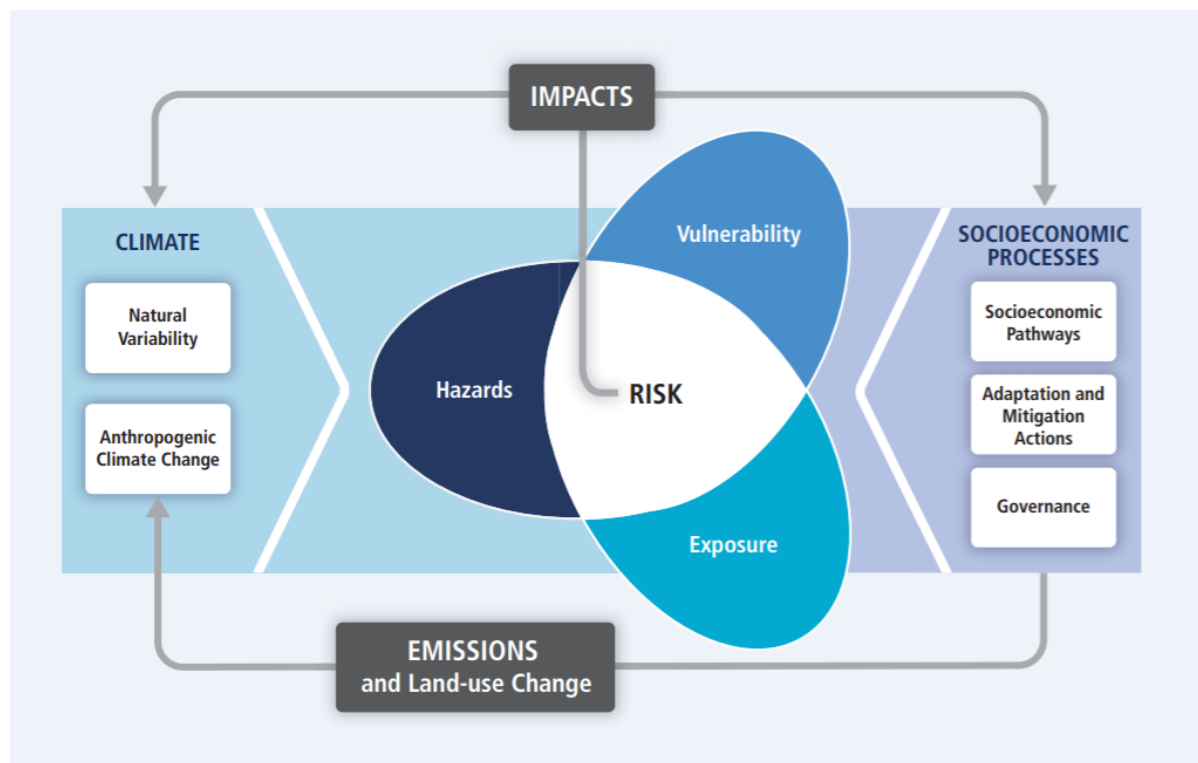 IMPACTS
CLIMATE
Natural
Variability
Anthropogenic
Climate Change
Vulnerability
Hazards
RISK
Exposure
SOCIOECONOMIC
PROCESSES
Socioeconomic
Pathways
Adaptation and
Mitigation
Actions
Governance
EMISSIONS
and Land-use Change